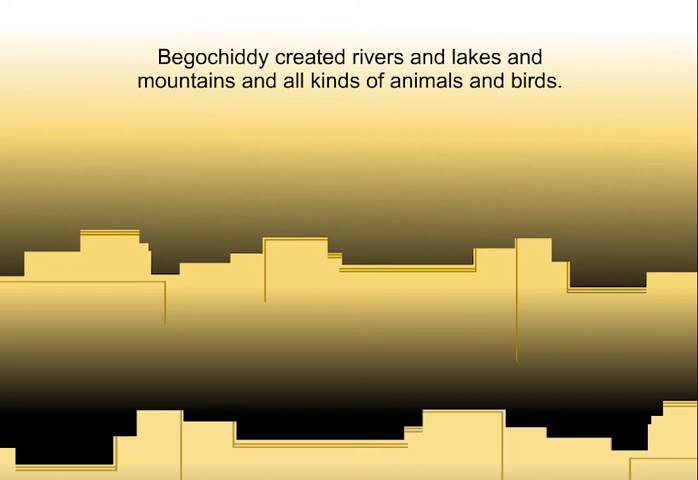 Begochiddy created rivers and lakes and
mountains and all kinds of animals and birds.